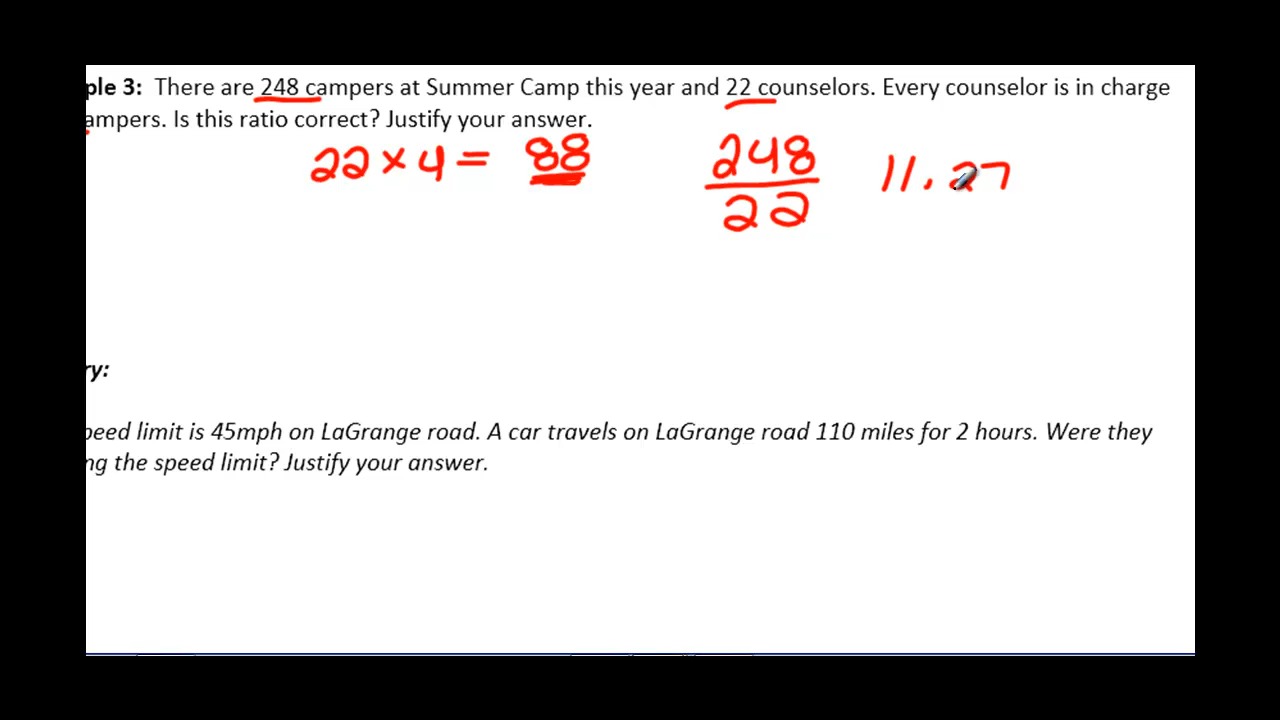 ple 3: There are 248 campers at Summer Camp this year and 22 counselors. Every counselor is in charge
ampers. Is this ratio correct? Justify your answer.
22 × 4 = 88
248
22
11.27
ry:
peed limit is 45mph on LaGrange road. A car travels on LaGrange road 110 miles for 2 hours. Were they
ng the speed limit? Justify your answer.